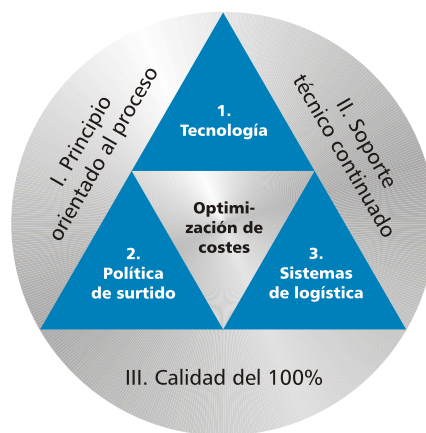 I. Principio
orientado al proceso
II. Soporte
técnico continuado
1.
Tecnología
Optimi-
zación de
costes
2.
Política
de surtido
3.
Sistemas
de logística
III. Calidad del 100%